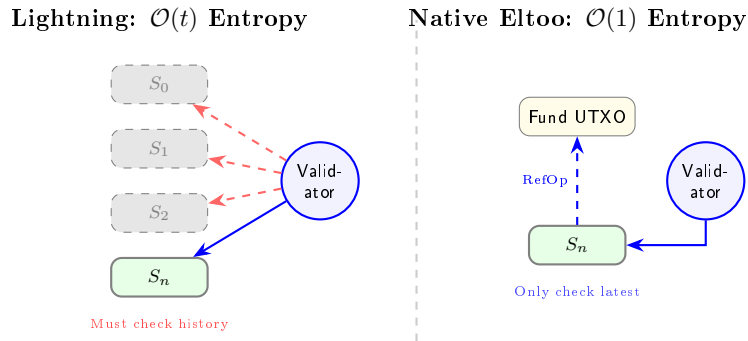 Lightning: O(t) Entropy
S₀
S₁
S₂
Sₙ
Valid-
ator
Must check history
Native Eltoo: O(1) Entropy
Fund UTXO
RefOp
Sₙ
Valid-
ator
Only check latest